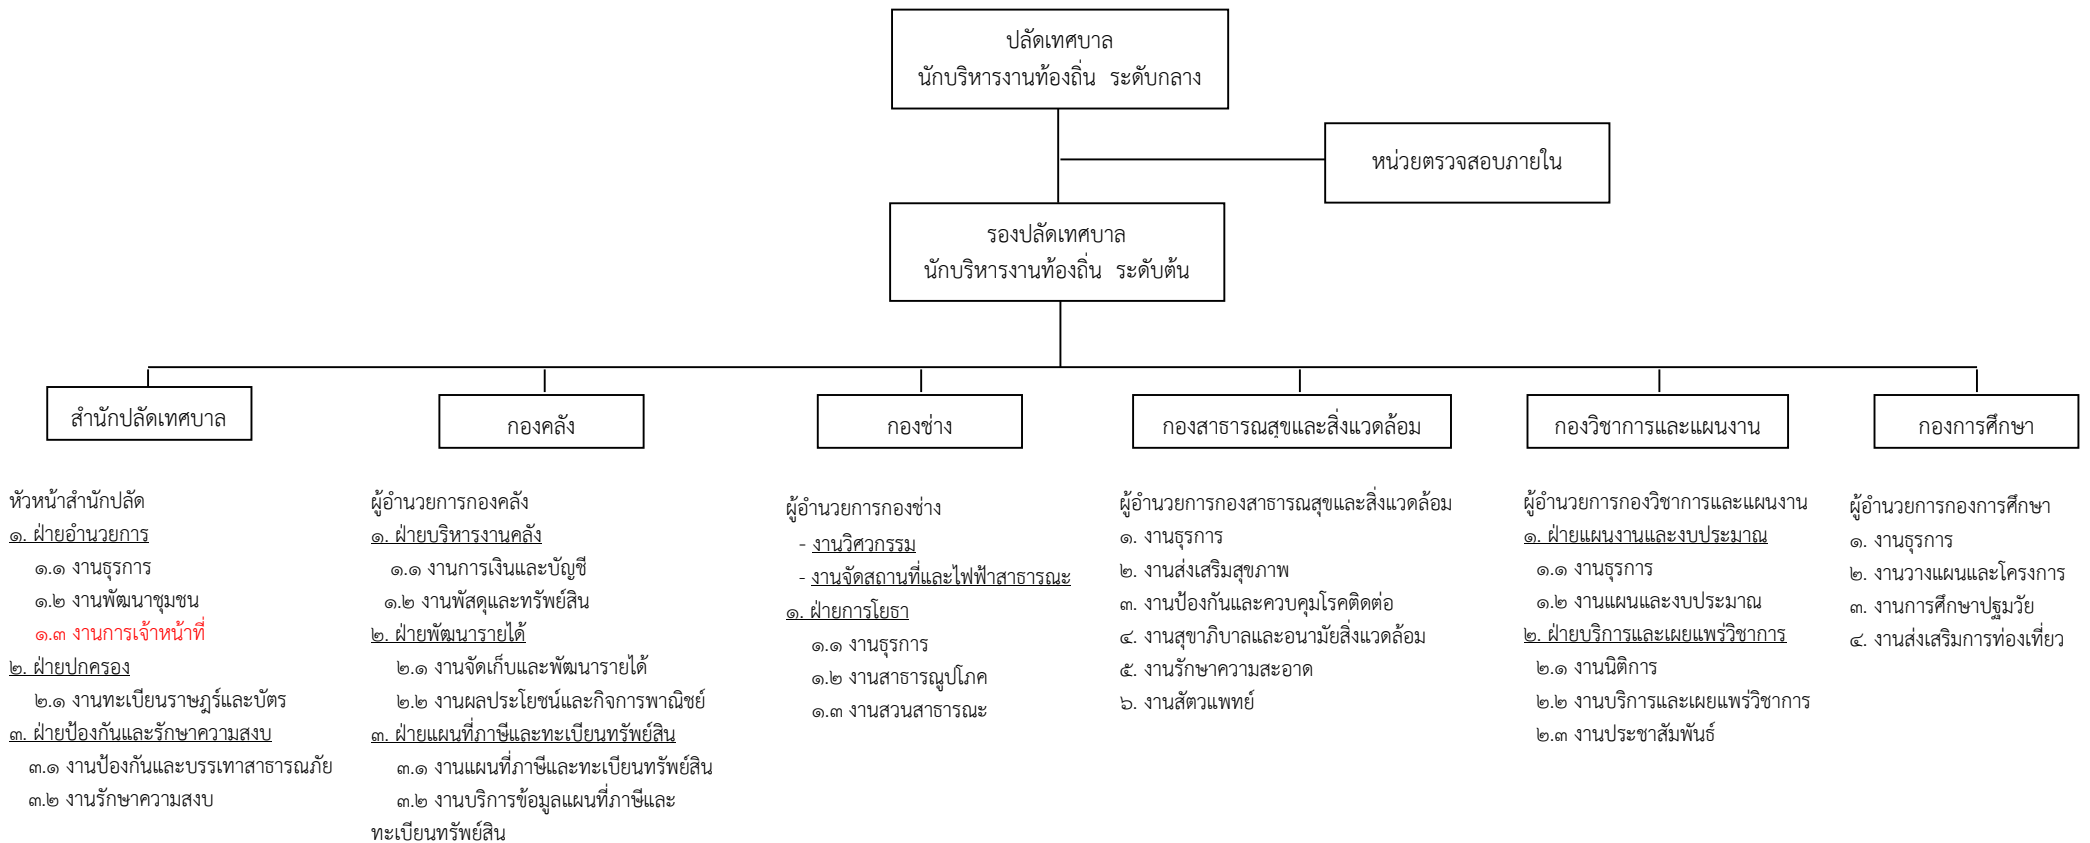 ปลัดเทศบาล
นักบริหารงานท้องถิ่น ระดับกลาง
หน่วยตรวจสอบภายใน
รองปลัดเทศบาล
นักบริหารงานท้องถิ่น ระดับต้น
สำนักปลัดเทศบาล
กองคลัง
กองช่าง
กองสาธารณสุขและสิ่งแวดล้อม
กองวิชาการและแผนงาน
กองการศึกษา
หัวหน้าสำนักปลัด
๑. ฝ่ายอำนวยการ
๑.๑ งานธุรการ
๑.๒ งานพัฒนาชุมชน
๑.๓ งานการเจ้าหน้าที่
๒. ฝ่ายปกครอง
๒.๑ งานทะเบียนราษฎร์และบัตร
๓. ฝ่ายป้องกันและรักษาความสงบ
๓.๑ งานป้องกันและบรรเทาสาธารณภัย
๓.๒ งานรักษาความสงบ
ผู้อำนวยการกองคลัง
๑. ฝ่ายบริหารงานคลัง
๑.๑ งานการเงินและบัญชี
๑.๒ งานพัสดุและทรัพย์สิน
๒. ฝ่ายพัฒนารายได้
๒.๑ งานจัดเก็บและพัฒนารายได้
๒.๒ งานผลประโยชน์และกิจการพาณิชย์
๓. ฝ่ายแผนที่ภาษีและทะเบียนทรัพย์สิน
๓.๑ งานแผนที่ภาษีและทะเบียนทรัพย์สิน
๓.๒ งานบริการข้อมูลแผนที่ภาษีและ
ทะเบียนทรัพย์สิน
ผู้อำนวยการกองช่าง
- งานวิศวกรรม
- งานจัดสถานที่และไฟฟ้าสาธารณะ
๑. ฝ่ายการโยธา
๑.๑ งานธุรการ
๑.๒ งานสาธารณูปโภค
๑.๓ งานสวนสาธารณะ
ผู้อำนวยการกองสาธารณสุขและสิ่งแวดล้อม
๑. งานธุรการ
๒. งานส่งเสริมสุขภาพ
๓. งานป้องกันและควบคุมโรคติดต่อ
๔. งานสุขาภิบาลและอนามัยสิ่งแวดล้อม
๕. งานรักษาความสะอาด
๖. งานสัตวแพทย์
ผู้อำนวยการกองวิชาการและแผนงาน
๑. ฝ่ายแผนงานและงบประมาณ
๑.๑ งานธุรการ
๑.๒ งานแผนและงบประมาณ
๒. ฝ่ายบริการและเผยแพร่วิชาการ
๒.๑ งานนิติการ
๒.๒ งานบริการและเผยแพร่วิชาการ
๒.๓ งานประชาสัมพันธ์
ผู้อำนวยการกองการศึกษา
๑. งานธุรการ
๒. งานวางแผนและโครงการ
๓. งานการศึกษาปฐมวัย
๔. งานส่งเสริมการท่องเที่ยว